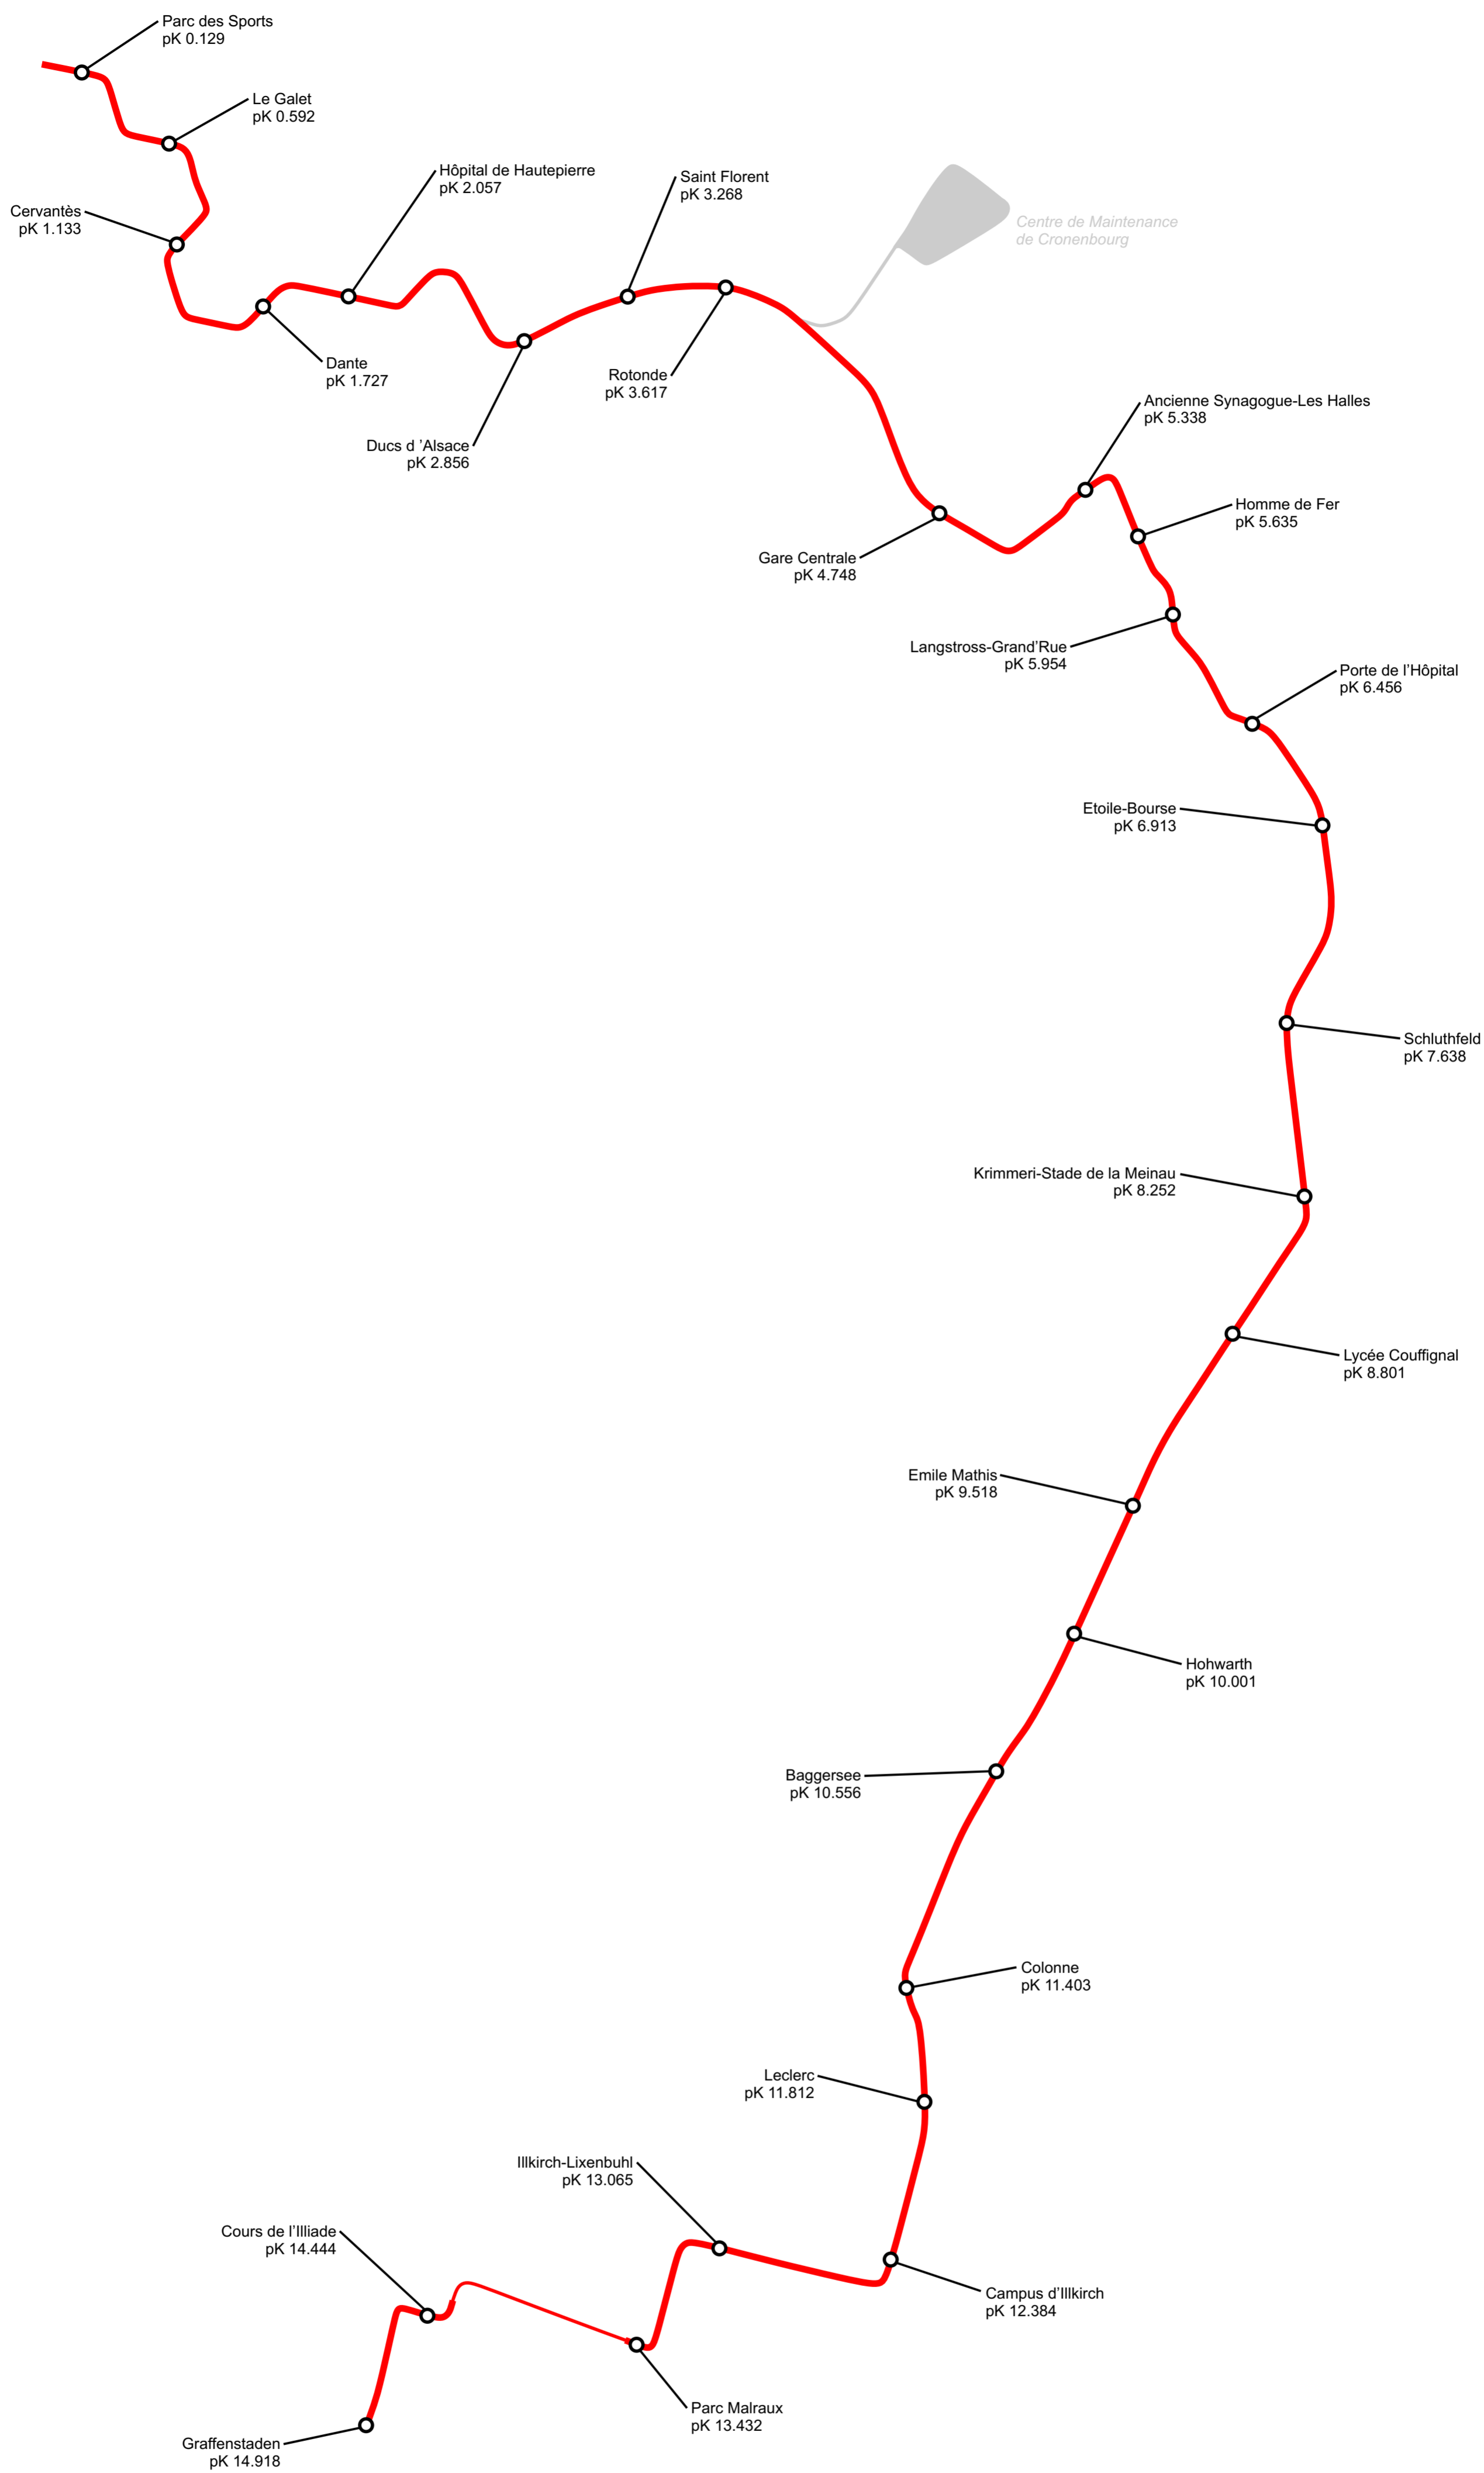 Parc des Sports
pK 0.129
Le Galet
pK 0.592
Cervantès
pK 1.133
Dante
pK 1.727
Hôpital de Hautepierre
pK 2.057
Ducs d 'Alsace
pK 2.856
Saint Florent
pK 3.268
Rotonde
pK 3.617
Centre de Maintenance
de Cronenbourg
Gare Centrale
pK 4.748
Ancienne Synagogue-Les Halles
pK 5.338
Homme de Fer
pK 5.635
Langstross-Grand'Rue
pK 5.954
Porte de l'Hôpital
pK 6.456
Etoile-Bourse
pK 6.913
Schluthfeld
pK 7.638
Krimmeri-Stade de la Meinau
pK 8.252
Lycée Couffignal
pK 8.801
Emile Mathis
pK 9.518
Hohwarth
pK 10.001
Baggersee
pK 10.556
Colonne
pK 11.403
Leclerc
pK 11.812
Campus d'Illkirch
pK 12.384
Illkirch-Lixenbuhl
pK 13.065
Parc Malraux
pK 13.432
Cours de l'Illiade
pK 14.444
Graffenstaden
pK 14.918